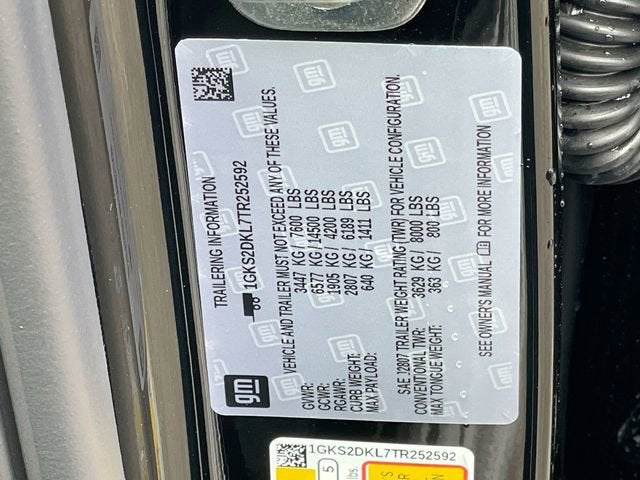 gm
TRAILERING INFORMATION
1GKS2DKL7TR252592
VEHICLE AND TRAILER MUST NOT EXCEED ANY OF THESE VALUES.
GVWR: 3447 KG/ 7600 LBS
GCWR: 6577 KG/ 14500 LBS
RGAWR: 1905 KG/ 4200 LBS
CURB WEIGHT: 2807 KG/ 6189 LBS
MAX PAYLOAD: 640 KG/ 1411 LBS
SAE J2807 TRAILER WEIGHT RATING (TWR) FOR VEHICLE CONFIGURATION.
CONVENTIONAL TWR: 3629 KG/ 8000 LBS
MAX TONGUE WEIGHT: 363 KG/ 800 LBS
SEE OWNER'S MANUAL FOR MORE INFORMATION
1GKS2DKL7TR252592
5
lbs.